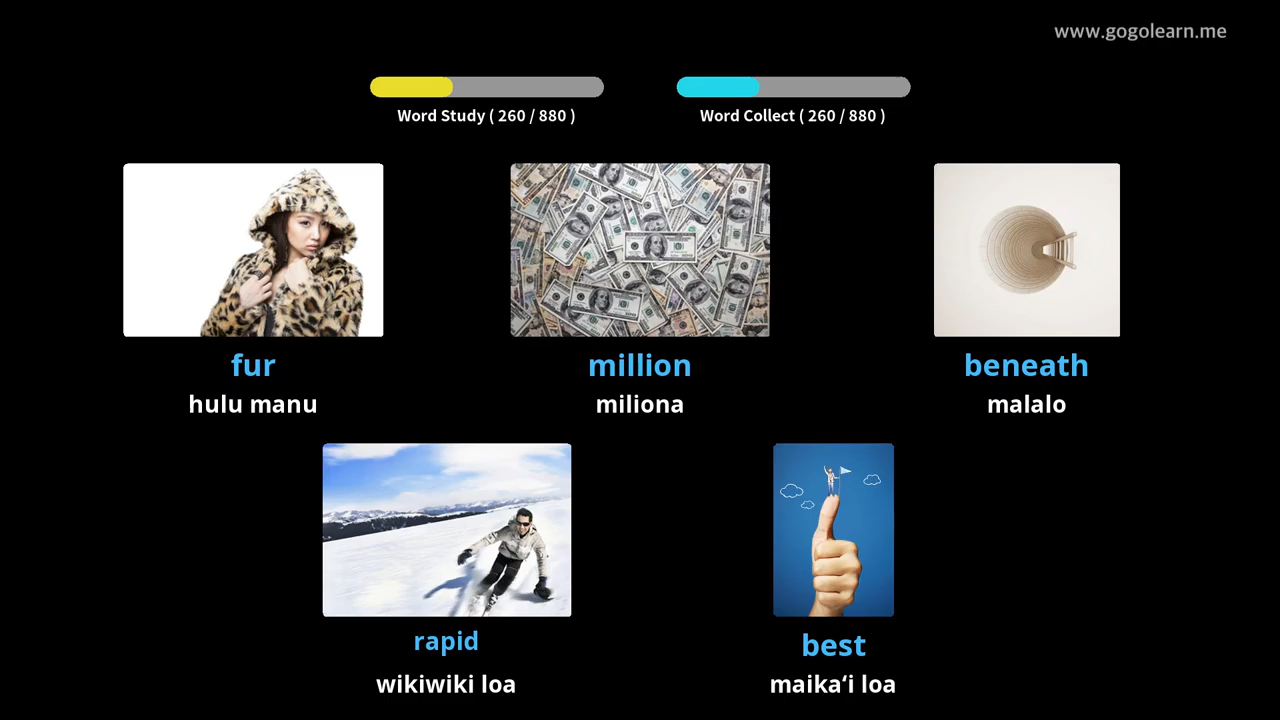 www.gogolearn.me
Word Study ( 260 / 880 )
Word Collect ( 260 / 880 )
fur
million
beneath
hulu manu
miliona
malalo
rapid
best
wikiwiki loa
maikaʻi loa